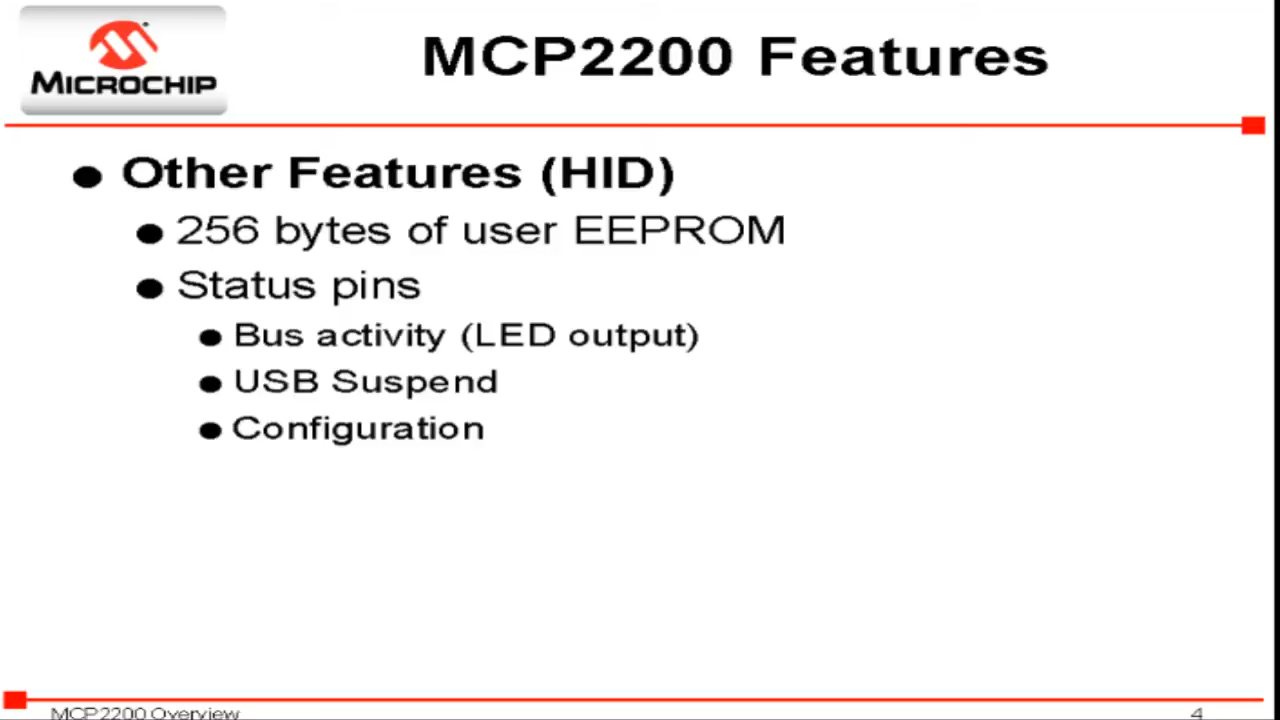 MICROCHIP
MCP2200 Features
Other Features (HID)
256 bytes of user EEPROM
Status pins
Bus activity (LED output)
USB Suspend
Configuration
MCP2200 Overview
4